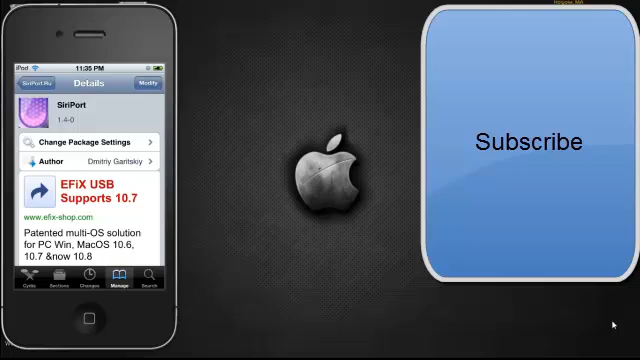 iPod 11:35 PM
SiriPort.Ru Details Modify
SiriPort
1.4-0
Change Package Settings
Author Dmitriy Garitskiy
EFiX USB
Supports 10.7
www.efix-shop.com
Patented multi-OS solution
for PC Win, MacOS 10.6,
10.7 &now 10.8
Cydia Sections Changes Manage Search
Subscribe